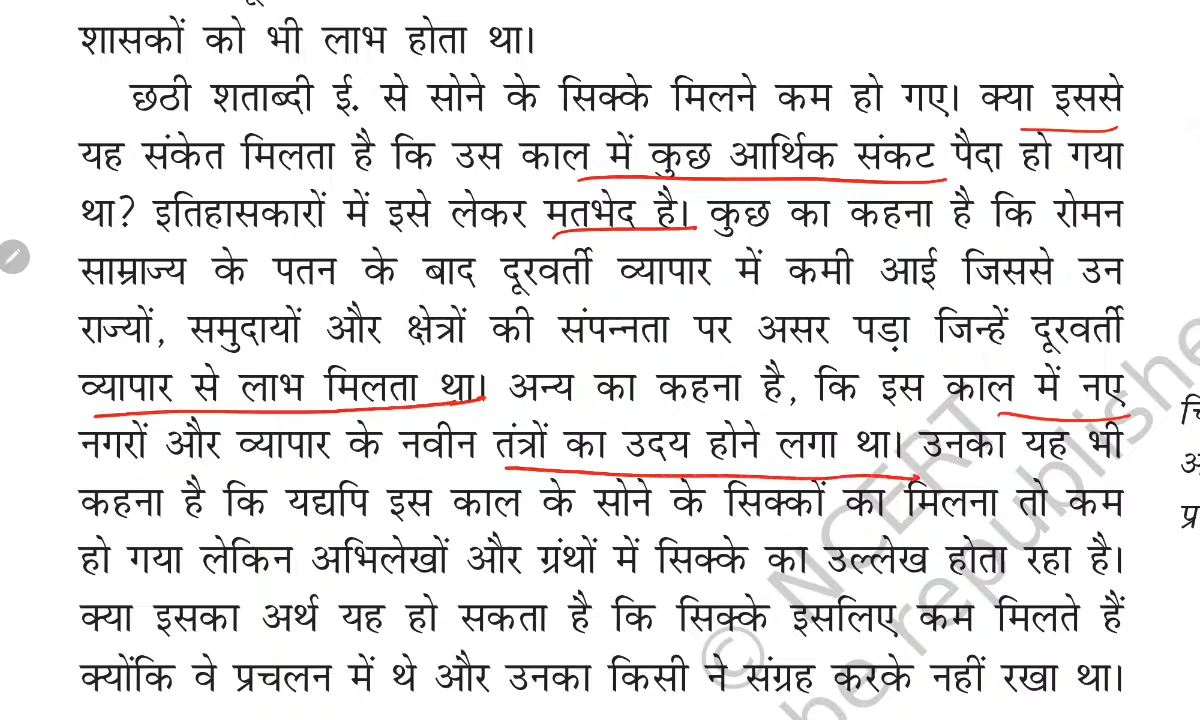 शासकों को भी लाभ होता था।
छठी शताब्दी ई. से सोने के सिक्के मिलने कम हो गए। क्या इससे
यह संकेत मिलता है कि उस काल में कुछ आर्थिक संकट पैदा हो गया
था? इतिहासकारों में इसे लेकर मतभेद है। कुछ का कहना है कि रोमन
साम्राज्य के पतन के बाद दूरवर्ती व्यापार में कमी आई जिससे उन
राज्यों, समुदायों और क्षेत्रों की संपन्नता पर असर पड़ा जिन्हें दूरवर्ती
व्यापार से लाभ मिलता था। अन्य का कहना है, कि इस काल में नए
नगरों और व्यापार के नवीन तंत्रों का उदय होने लगा था। उनका यह भी
कहना है कि यद्यपि इस काल के सोने के सिक्कों का मिलना तो कम
हो गया लेकिन अभिलेखों और ग्रंथों में सिक्के का उल्लेख होता रहा है।
क्या इसका अर्थ यह हो सकता है कि सिक्के इसलिए कम मिलते हैं
क्योंकि वे प्रचलन में थे और उनका किसी ने संग्रह करके नहीं रखा था।
© NCERT
be republishe